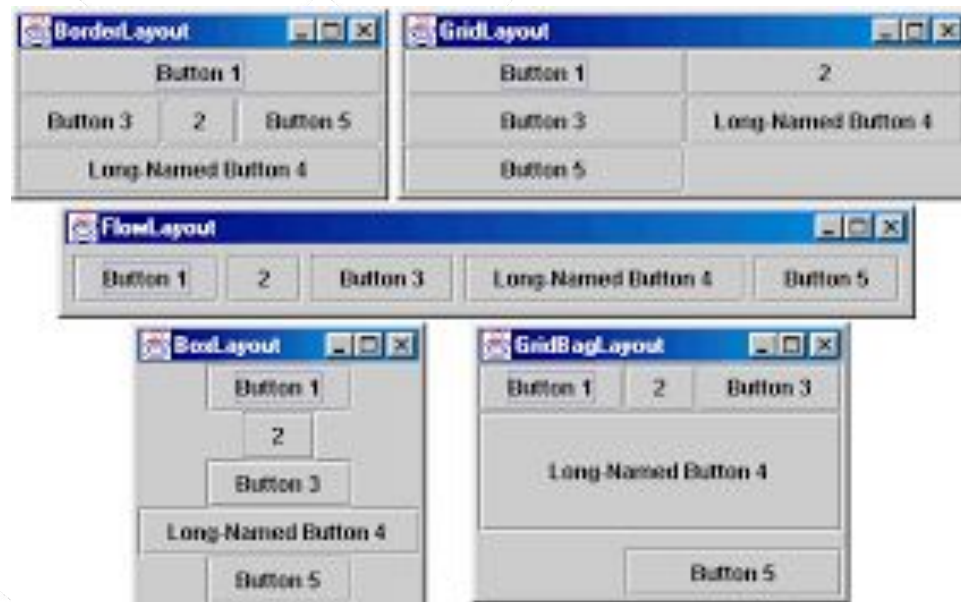 BorderLayout
Button 1
Button 3 2 Button 5
Long-Named Button 4
GridLayout
Button 1 2
Button 3 Long-Named Button 4
Button 5
FlowLayout
Button 1 2 Button 3 Long-Named Button 4 Button 5
BoxLayout
Button 1
2
Button 3
Long-Named Button 4
Button 5
GridBagLayout
Button 1 2 Button 3
Long-Named Button 4
Button 5